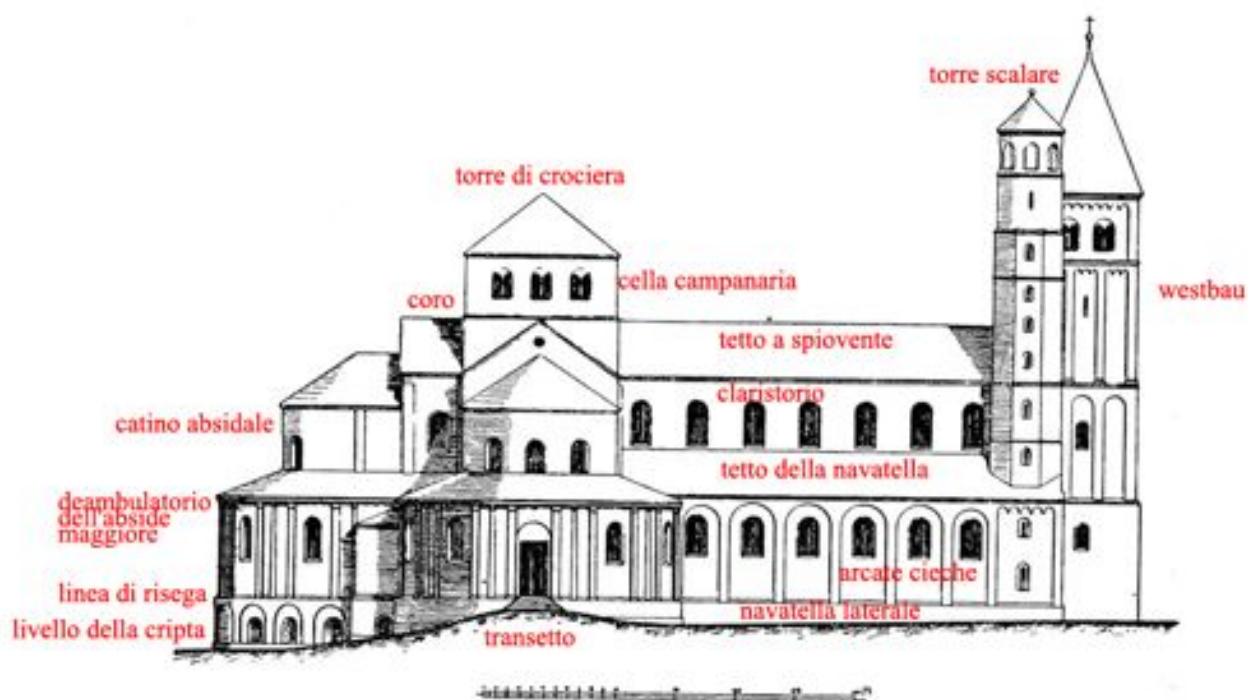 torre scalare
torre di crociera
cella campanaria
westbau
coro
tetto a spiovente
claristorio
catino absidale
tetto della navatella
deambulatorio
dell'abside
maggiore
arcate cieche
linea di risega
navatella laterale
livello della cripta
transetto